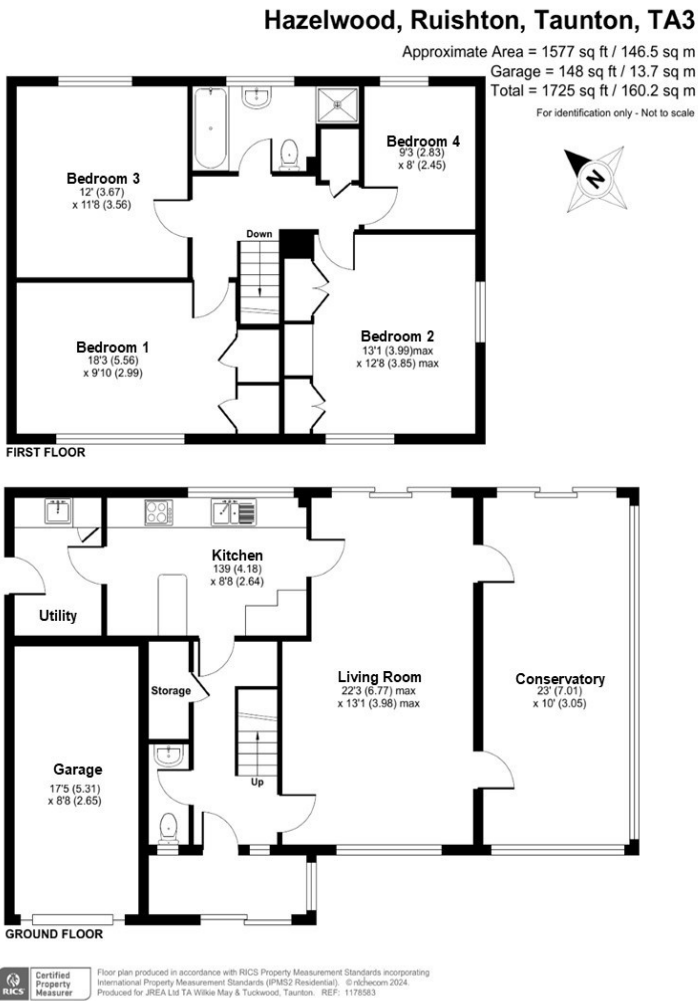 Hazelwood, Ruishton, Taunton, TA3
Approximate Area = 1577 sq ft / 146.5 sq m
Garage = 148 sq ft / 13.7 sq m
Total = 1725 sq ft / 160.2 sq m
For identification only - Not to scale
N
Bedroom 3
12' (3.67)
x 11'8 (3.56)
Bedroom 4
9'3 (2.83)
x 8' (2.45)
Down
Bedroom 1
18'3 (5.56)
x 9'10 (2.99)
Bedroom 2
13'1 (3.99)max
x 12'8 (3.85) max
FIRST FLOOR
Kitchen
139 (4.18)
x 8'8 (2.64)
Utility
Storage
Living Room
22'3 (6.77) max
x 13'1 (3.98) max
Conservatory
23' (7.01)
x 10' (3.05)
Garage
17'5 (5.31)
x 8'8 (2.65)
Up
GROUND FLOOR
RICS
Certified
Property
Measurer
Floor plan produced in accordance with RICS Property Measurement Standards incorporating
International Property Measurement Standards (IPMS2 Residential). © nichecom 2024.
Produced for JREA Ltd TA Wilkie May & Tuckwood, Taunton. REF: 1178583